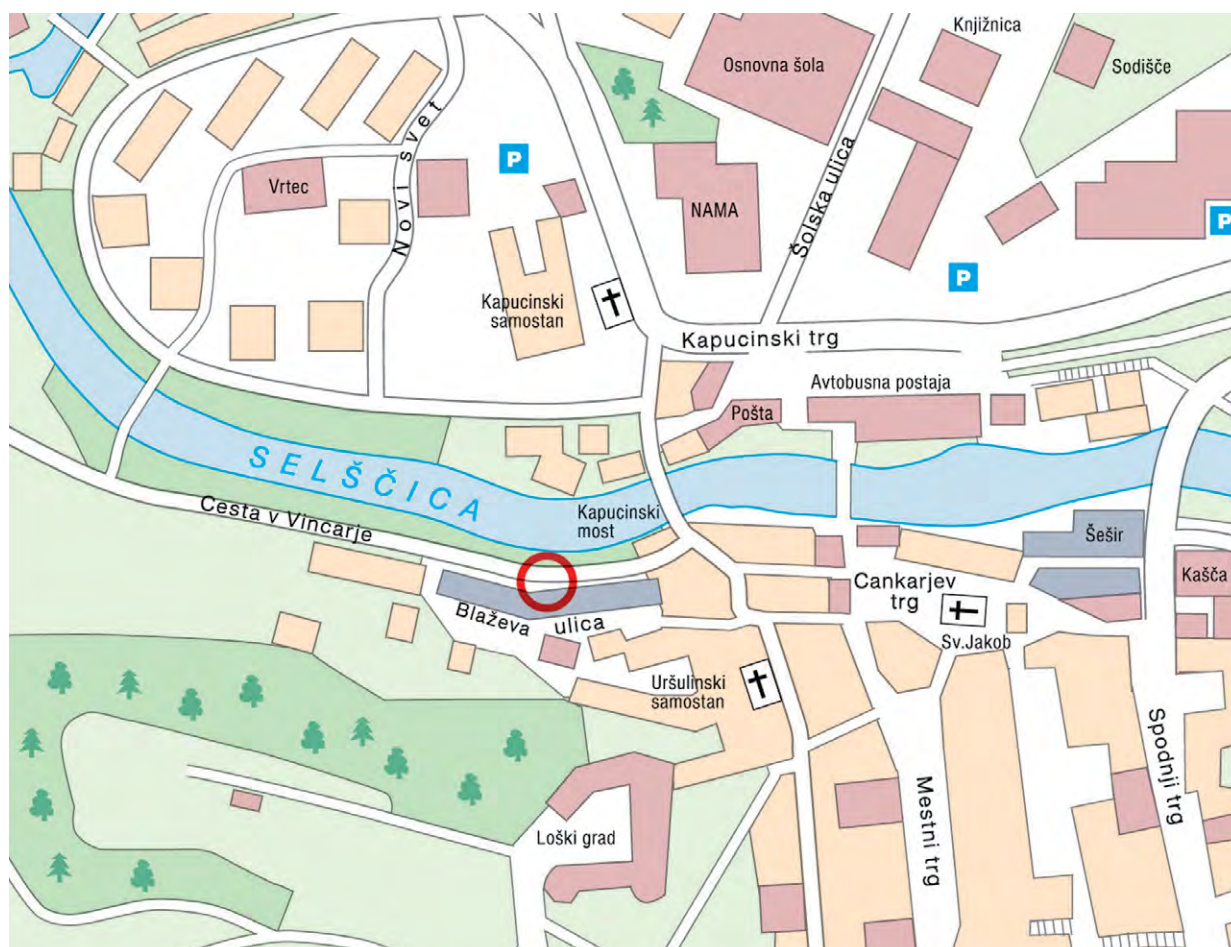 Knjižnica
Osnovna šola
Sodišče
Novi svet
P
Vrtec
Šolska ulica
NAMA
P
P
Kapucinski
samostan
Kapucinski trg
Avtobusna postaja
Pošta
SELŠČICA
Cesta v Vincarje
Kapucinski
most
Šešir
Kašča
Cankarjev
trg
Blaževa ulica
Sv.Jakob
Uršulinski
samostan
Spodnji trg
Mestni trg
Loški grad